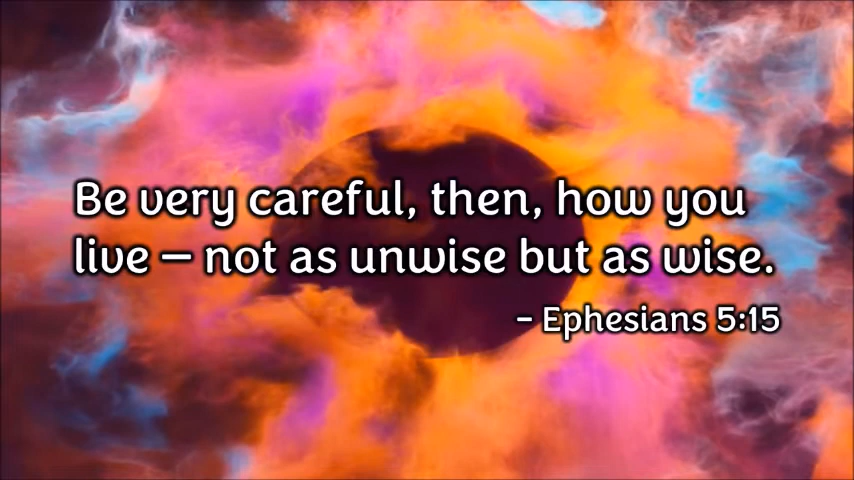 Be very careful, then, how you
live – not as unwise but as wise.
– Ephesians 5:15